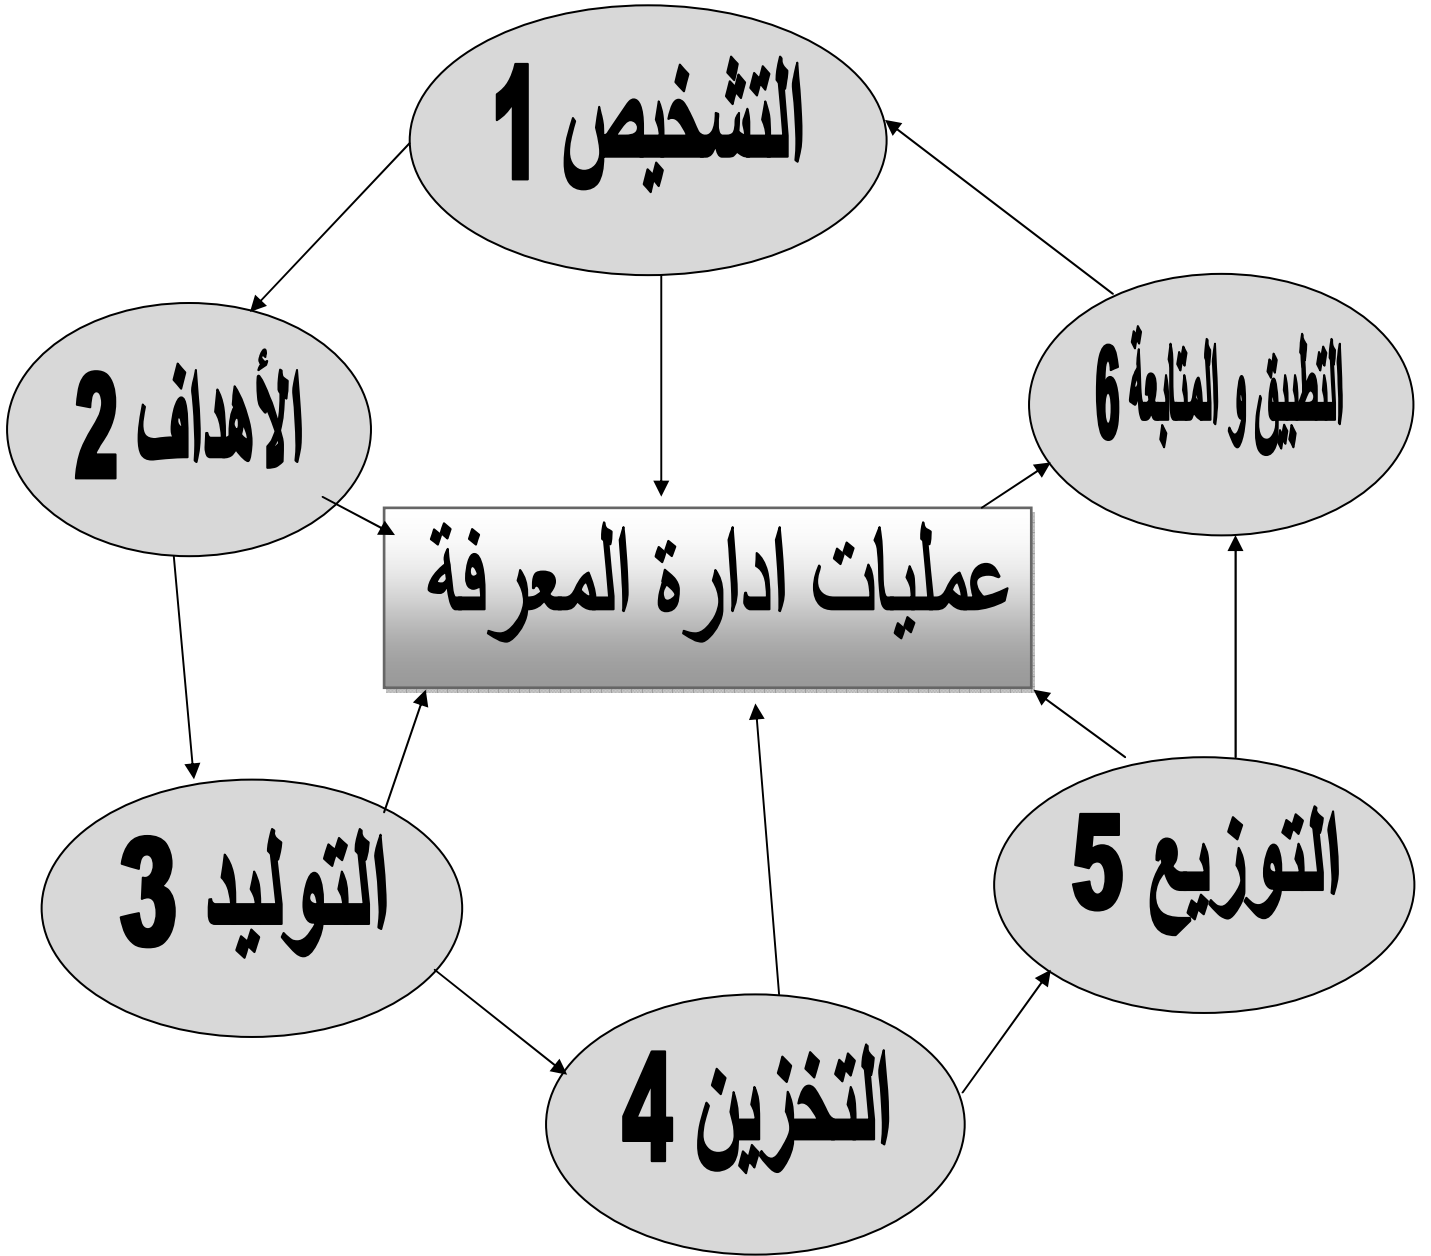 التشخيص 1
الأهداف 2
التوليد 3
التخزين 4
التوزيع 5
التطبيق و المتابعة 6
عمليات ادارة المعرفة